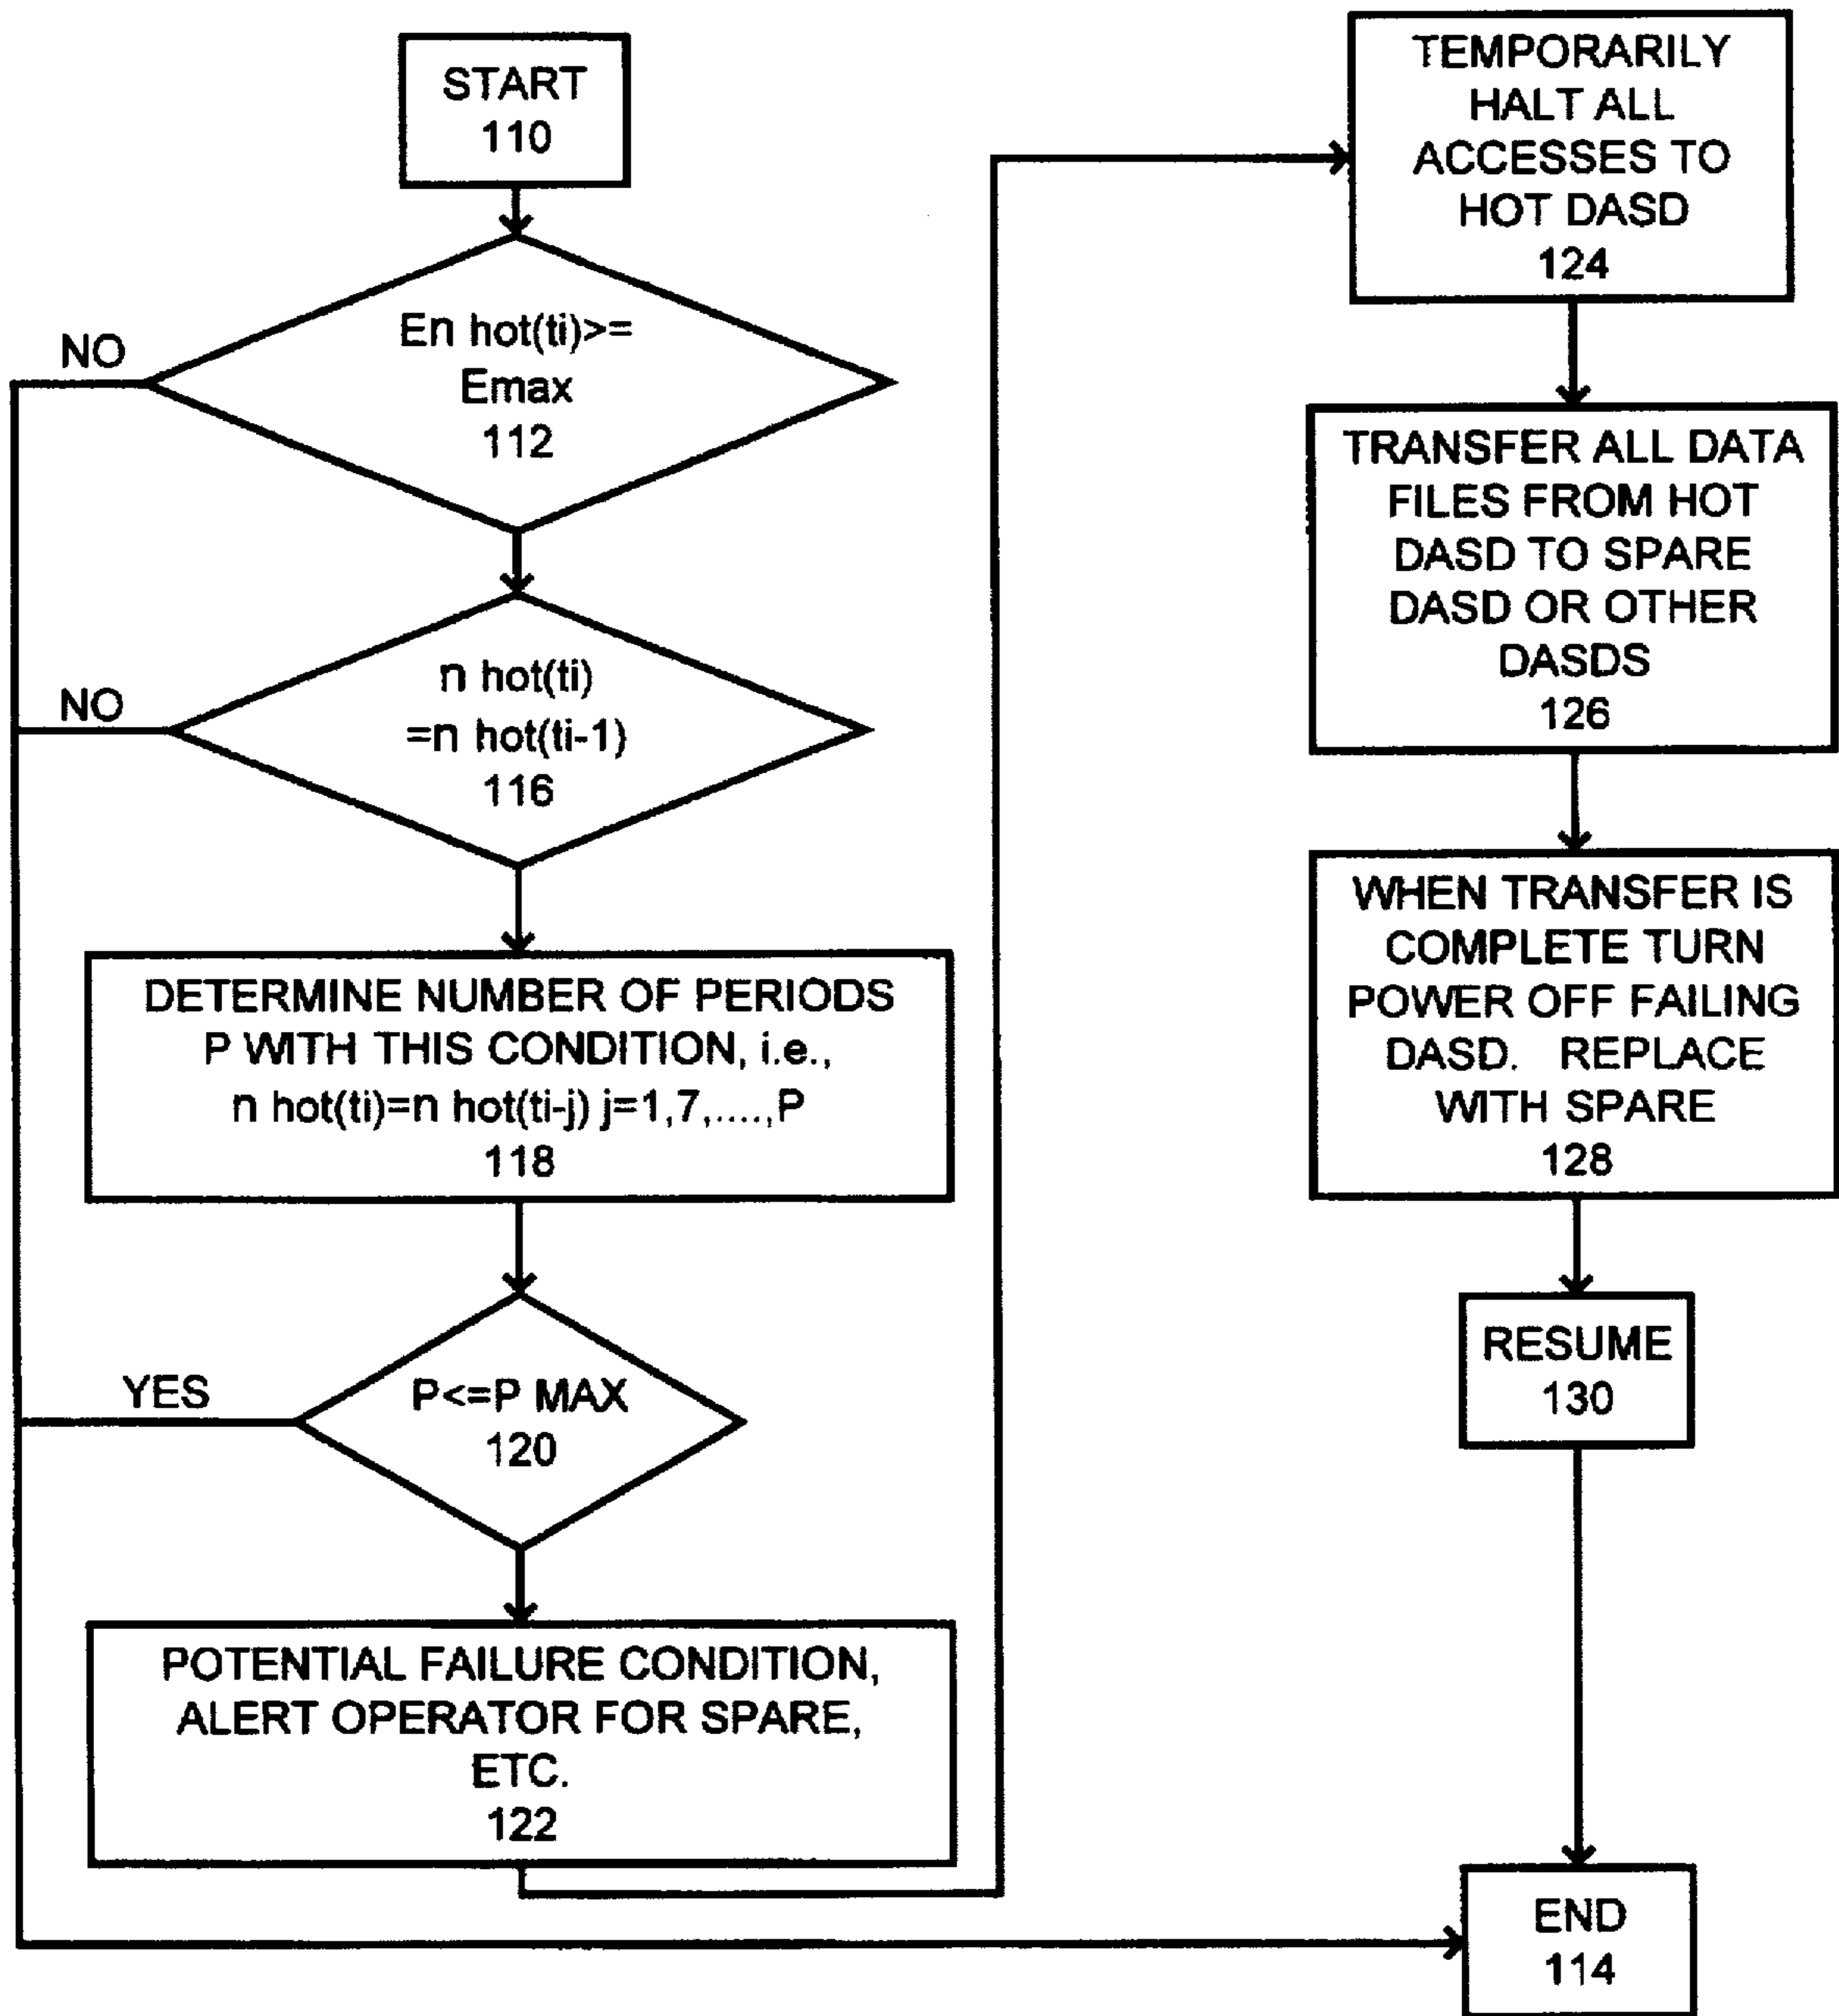 START
110
En hot(ti)>=
Emax
112
NO
n hot(ti)
=n hot(ti-1)
116
NO
DETERMINE NUMBER OF PERIODS
P WITH THIS CONDITION, i.e.,
n hot(ti)=n hot(ti-j) j=1,7,....,P
118
P<=P MAX
120
YES
POTENTIAL FAILURE CONDITION,
ALERT OPERATOR FOR SPARE,
ETC.
122
TEMPORARILY
HALT ALL
ACCESSES TO
HOT DASD
124
TRANSFER ALL DATA
FILES FROM HOT
DASD TO SPARE
DASD OR OTHER
DASDS
126
WHEN TRANSFER IS
COMPLETE TURN
POWER OFF FAILING
DASD. REPLACE
WITH SPARE
128
RESUME
130
END
114